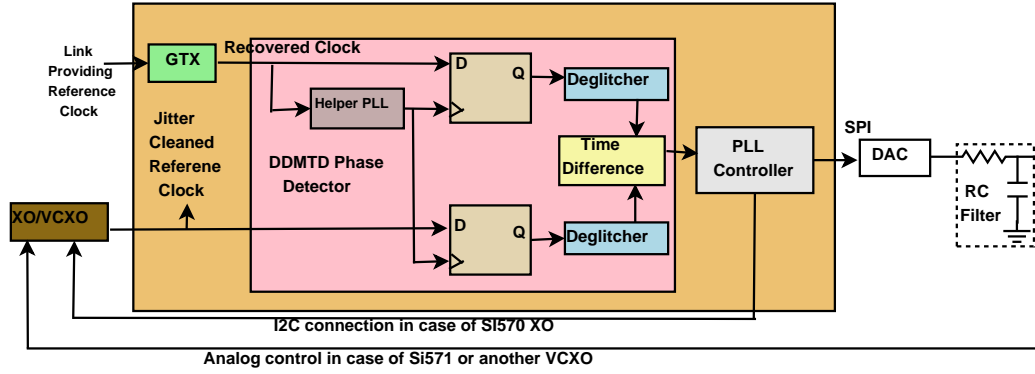 Link
Providing
Reference
Clock
GTX
Recovered Clock
Jitter
Cleaned
Referene
Clock
Helper PLL
DDMTD Phase
Detector
D
Q
Deglitcher
Time
Difference
D
Q
Deglitcher
PLL
Controller
SPI
DAC
RC
Filter
XO/VCXO
I2C connection in case of SI570 XO
Analog control in case of Si571 or another VCXO